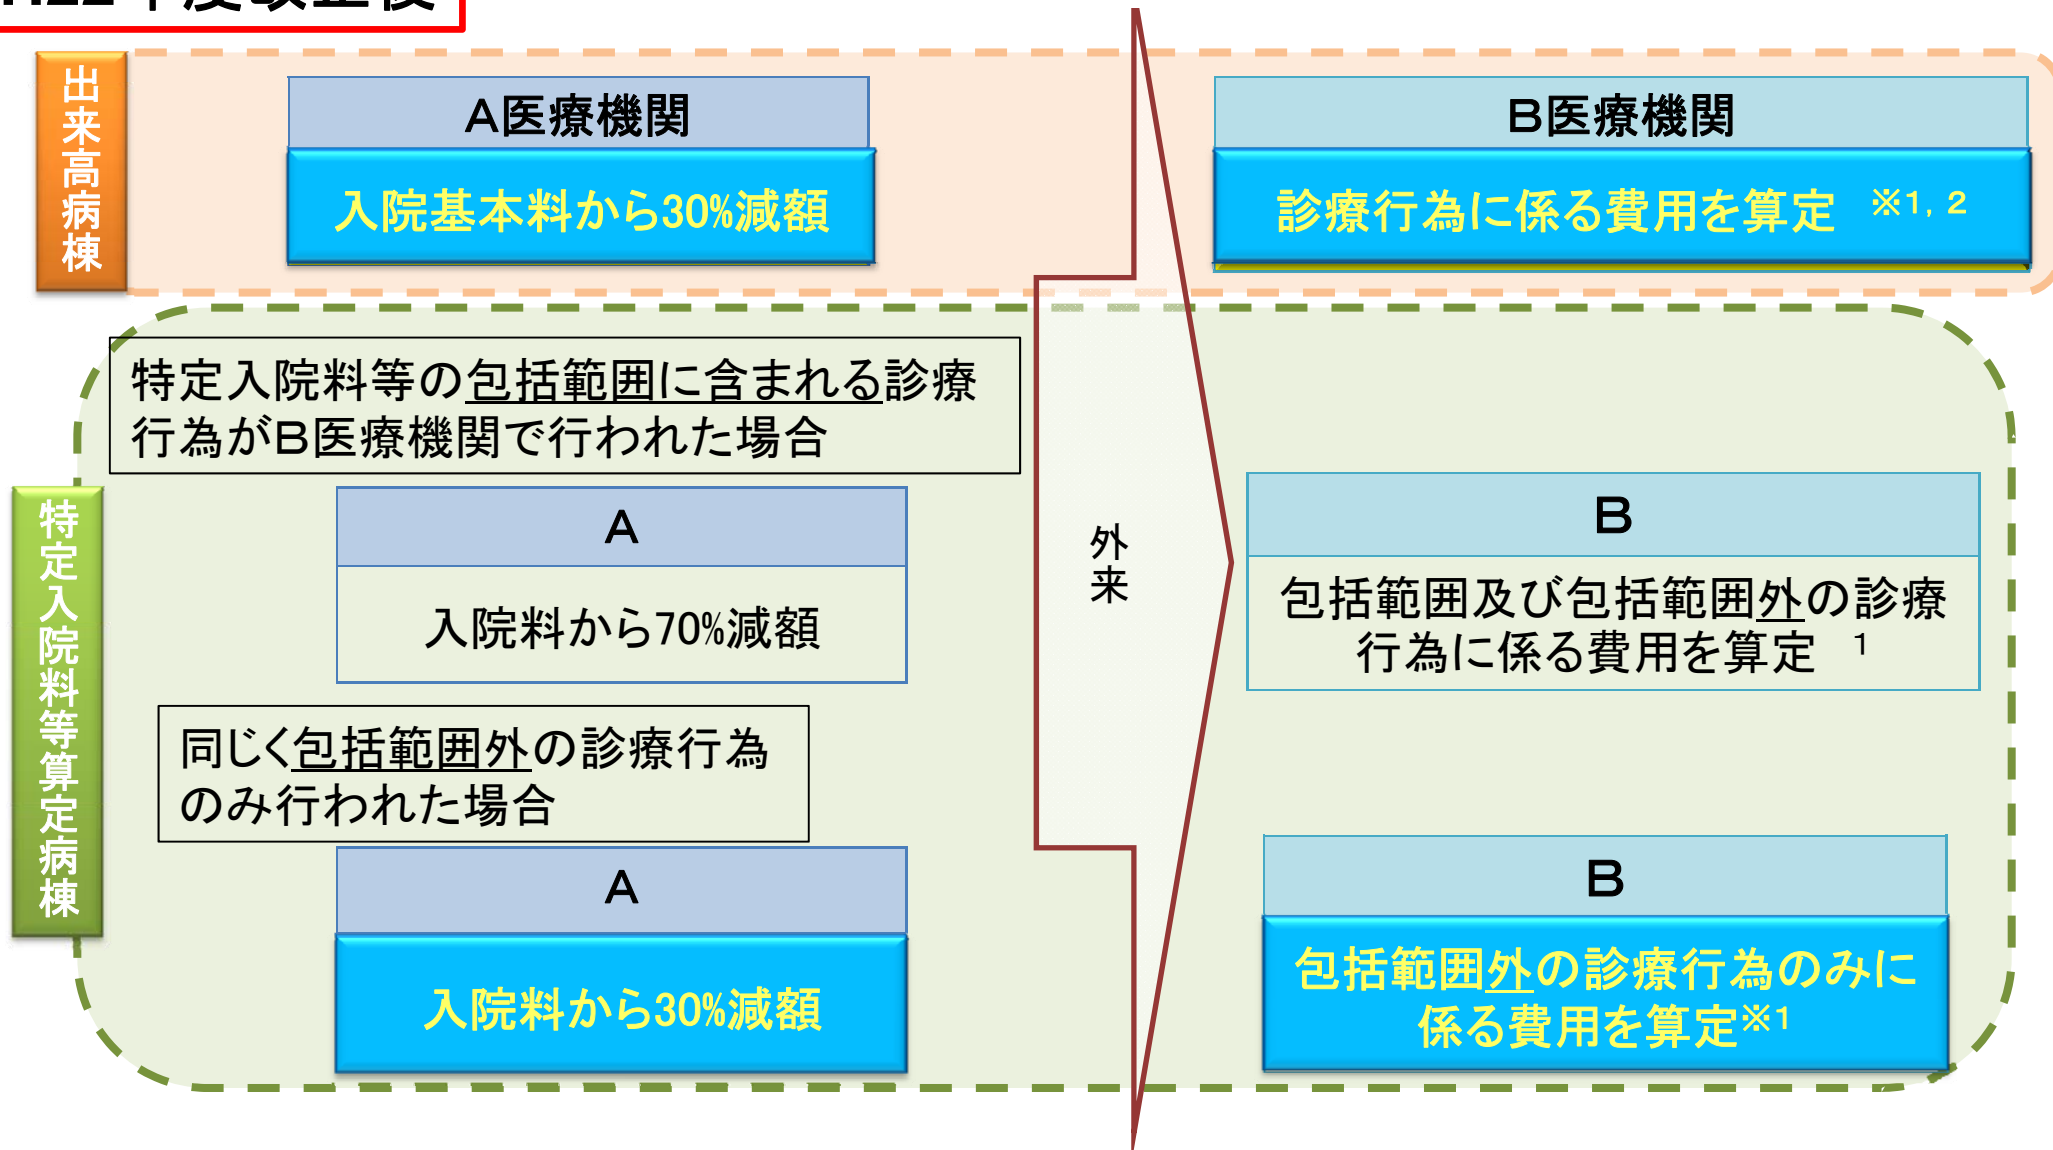 H22年度改正後
出来高病棟
A医療機関
入院基本料から30%減額
B医療機関
診療行為に係る費用を算定 ※1, 2
特定入院料等算定病棟
特定入院料等の包括範囲に含まれる診療
行為がB医療機関で行われた場合
A
入院料から70%減額
外来
B
包括範囲及び包括範囲外の診療
行為に係る費用を算定 1
同じく包括範囲外の診療行為
のみ行われた場合
A
入院料から30%減額
B
包括範囲外の診療行為のみに
係る費用を算定※1